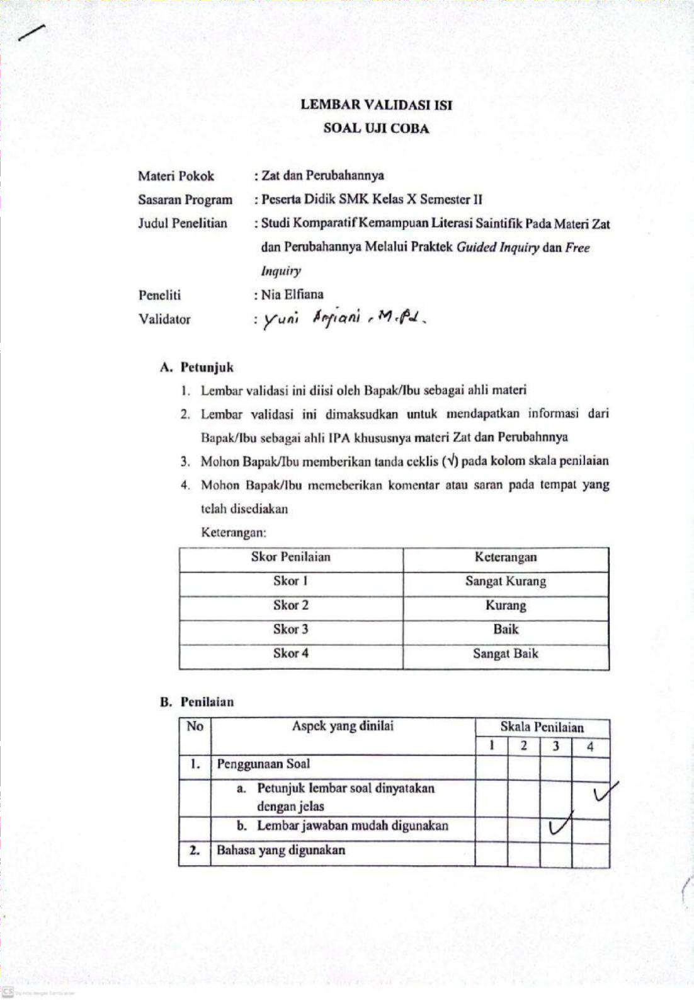 LEMBAR VALIDASI ISI
SOAL UJI COBA
Materi Pokok : Zat dan Perubahannya
Sasaran Program : Peserta Didik SMK Kelas X Semester II
Judul Penelitian : Studi Komparatif Kemampuan Literasi Saintifik Pada Materi Zat
dan Perubahannya Melalui Praktek Guided Inquiry dan Free
Inquiry
Peneliti : Nia Elfiana
Validator : Yuni Arfiani, M.Pd.
A. Petunjuk
1. Lembar validasi ini diisi oleh Bapak/Ibu sebagai ahli materi
2. Lembar validasi ini dimaksudkan untuk mendapatkan informasi dari
Bapak/Ibu sebagai ahli IPA khususnya materi Zat dan Perubahnnya
3. Mohon Bapak/Ibu memberikan tanda ceklis (√) pada kolom skala penilaian
4. Mohon Bapak/Ibu memeberikan komentar atau saran pada tempat yang
telah disediakan
Keterangan:
Skor Penilaian Keterangan
Skor 1 Sangat Kurang
Skor 2 Kurang
Skor 3 Baik
Skor 4 Sangat Baik
B. Penilaian
No Aspek yang dinilai Skala Penilaian
1 2 3 4
1. Penggunaan Soal
a. Petunjuk lembar soal dinyatakan ✓
dengan jelas
b. Lembar jawaban mudah digunakan ✓
2. Bahasa yang digunakan
CS